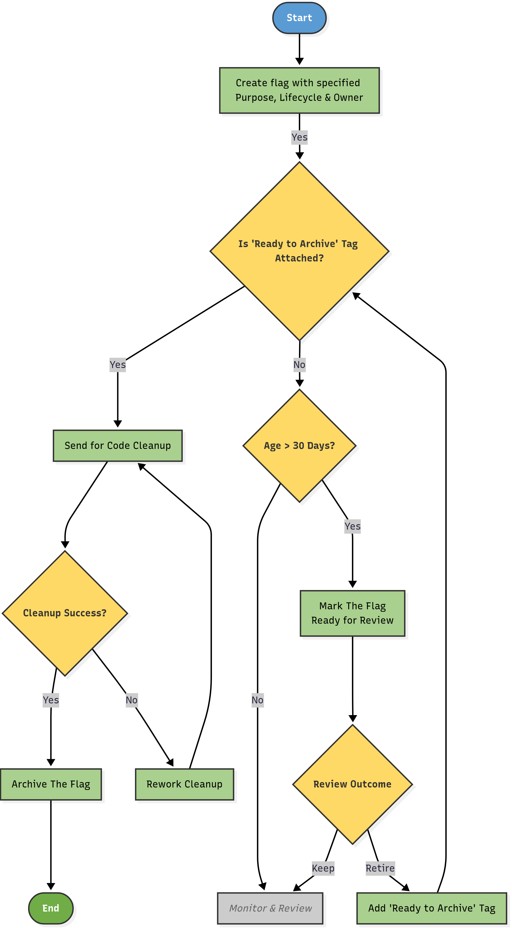 Start
Create flag with specified
Purpose, Lifecycle & Owner
Yes
Is 'Ready to Archive' Tag
Attached?
Yes
No
Send for Code Cleanup
Age > 30 Days?
Yes
Cleanup Success?
Mark The Flag
Ready for Review
Yes
No
No
Archive The Flag
Rework Cleanup
Review Outcome
Keep
Retire
End
Monitor & Review
Add 'Ready to Archive' Tag